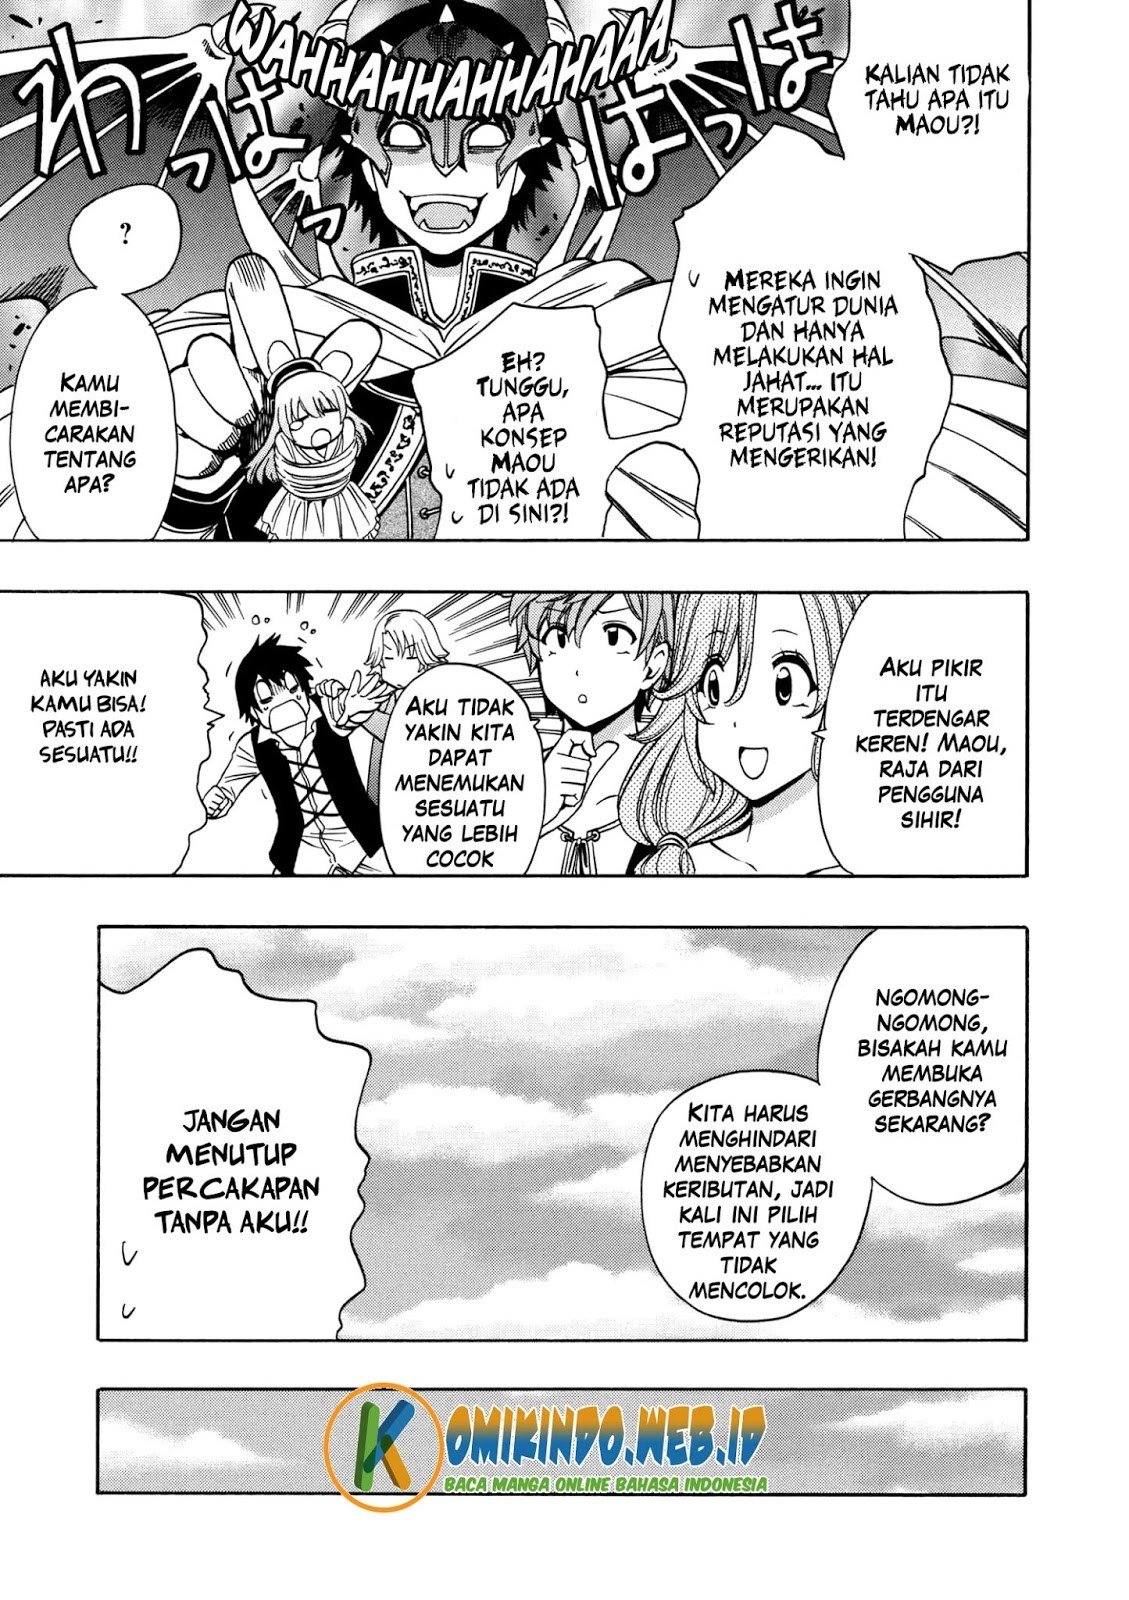 KALIAN TIDAK
TAHU APA ITU
MAOU?!
WAHHAHHAHHAHAHAAA
わっはっはっは
MEREKA INGIN
MENGATUR DUNIA
DAN HANYA
MELAKUKAN HAL
JAHAT... ITU
MERUPAKAN
REPUTASI YANG
MENGERIKAN!
EH?
TUNGGU,
APA
KONSEP
MAOU
TIDAK ADA
DI SINI?!
?
KAMU
MEMBI-
CARAKAN
TENTANG
APA?
AKU PIKIR
ITU
TERDENGAR
KEREN! MAOU,
RAJA DARI
PENGGUNA
SIHIR!
AKU TIDAK
YAKIN KITA
DAPAT
MENEMUKAN
SESUATU
YANG LEBIH
COCOK
AKU YAKIN
KAMU BISA!
PASTI ADA
SESUATU!!
NGOMONG-
NGOMONG,
BISAKAH KAMU
MEMBUKA
GERBANGNYA
SEKARANG?
KITA HARUS
MENGHINDARI
MENYEBABKAN
KERIBUTAN, JADI
KALI INI PILIH
TEMPAT YANG
TIDAK
MENCOLOK.
JANGAN
MENUTUP
PERCAKAPAN
TANPA AKU!!
KOMIKINDO.WEB.ID
BACA MANGA ONLINE BAHASA INDONESIA